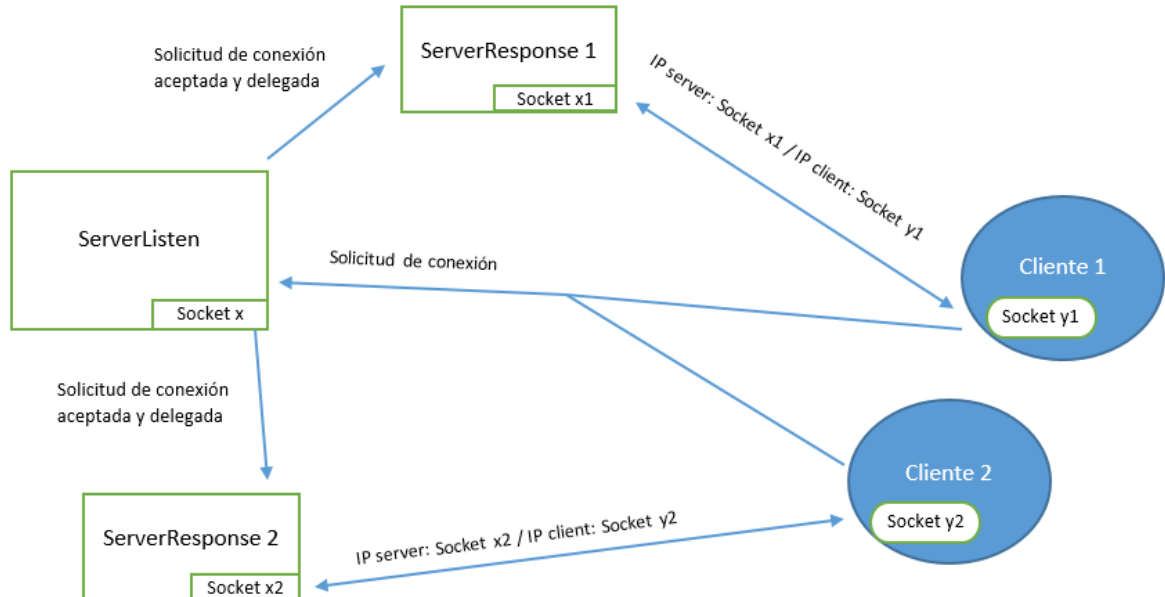 Solicitud de conexión
aceptada y delegada
ServerResponse 1
Socket x1
IP server: Socket x1 / IP client: Socket y1
ServerListen
Socket x
Solicitud de conexión
Cliente 1
Socket y1
Solicitud de conexión
aceptada y delegada
Cliente 2
Socket y2
ServerResponse 2
Socket x2
IP server: Socket x2 / IP client: Socket y2